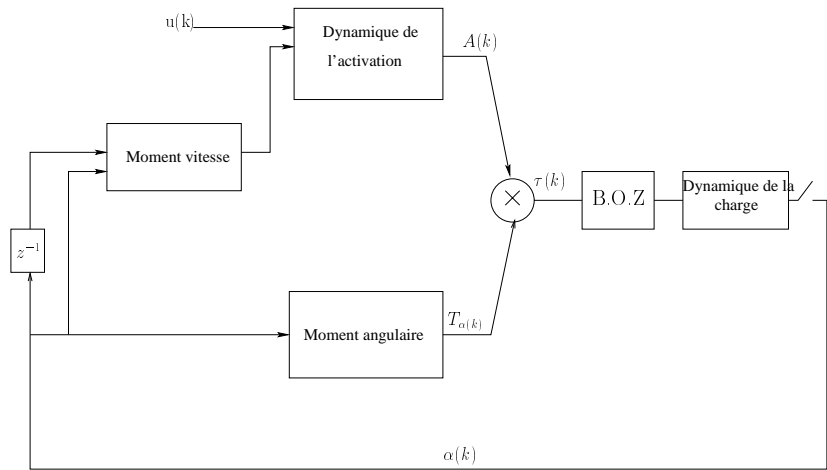 u(k)
Dynamique de
l'activation
A(k)
Moment vitesse
τ(k)
B.O.Z
Dynamique de la
charge
z⁻¹
×
Moment angulaire
T_{α(k)}
α(k)